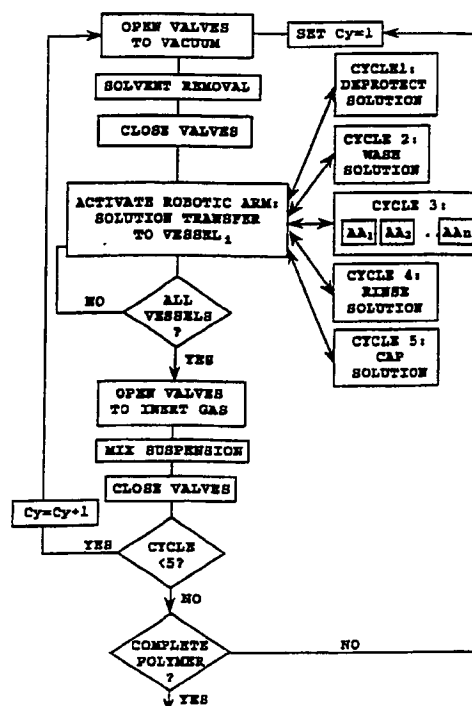 OPEN VALVES
TO VACUUM
SET Cy=1
SOLVENT REMOVAL
CLOSE VALVES
CYCLE1:
DEPROTECT
SOLUTION
CYCLE 2:
WASH
SOLUTION
ACTIVATE ROBOTIC ARM:
SOLUTION TRANSFER
TO VESSELi
CYCLE 3:
AA1 AA2 .. AAn
CYCLE 4:
RINSE
SOLUTION
CYCLE 5:
CAP
SOLUTION
NO
ALL
VESSELS
?
YES
OPEN VALVES
TO INERT GAS
MIX SUSPENSION
CLOSE VALVES
Cy=Cy+1
YES
CYCLE
<5?
NO
COMPLETE
POLYMER
?
NO
YES